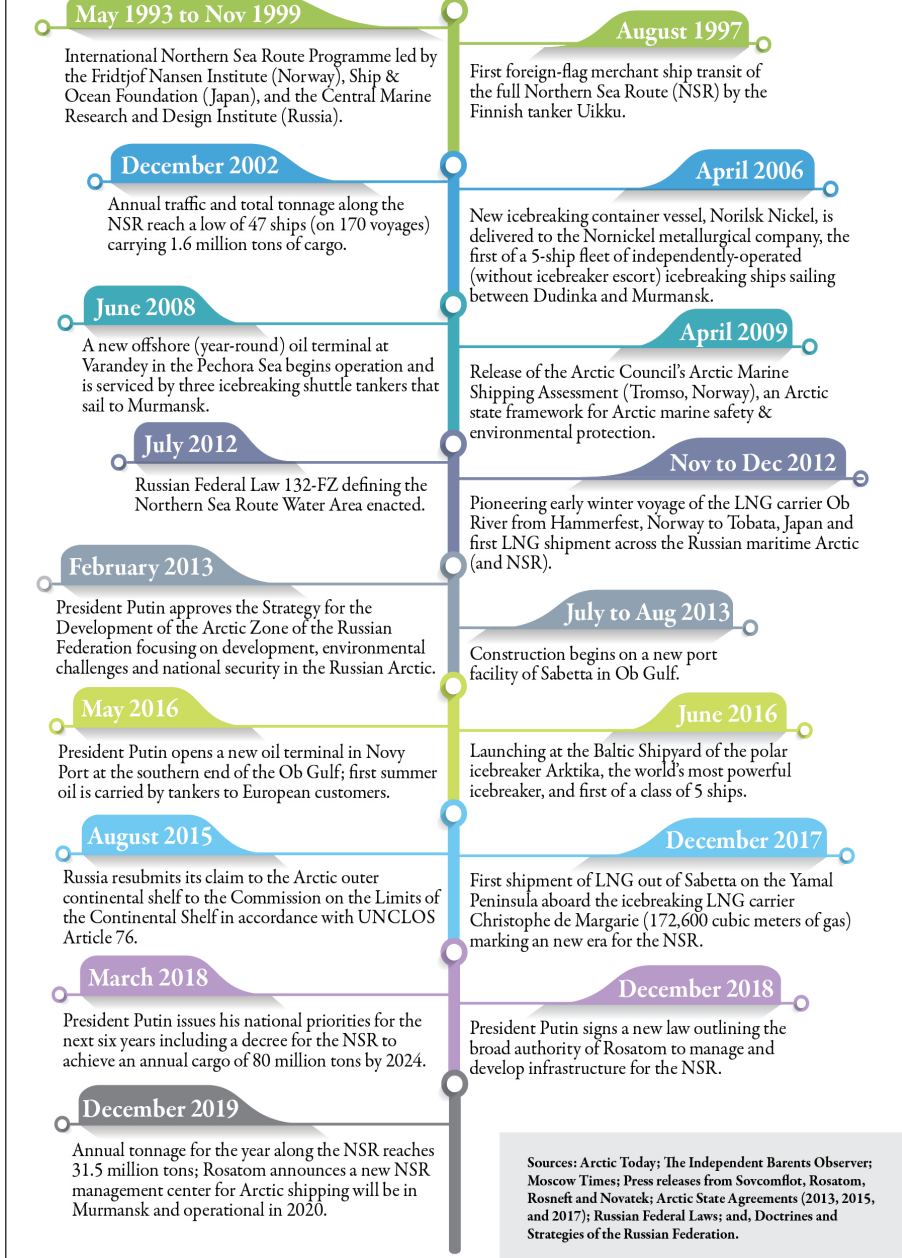 May 1993 to Nov 1999
International Northern Sea Route Programme led by
the Fridtjof Nansen Institute (Norway), Ship &
Ocean Foundation (Japan), and the Central Marine
Research and Design Institute (Russia).
August 1997
First foreign-flag merchant ship transit of
the full Northern Sea Route (NSR) by the
Finnish tanker Uikku.
December 2002
Annual traffic and total tonnage along the
NSR reach a low of 47 ships (on 170 voyages)
carrying 1.6 million tons of cargo.
April 2006
New icebreaking container vessel, Norilsk Nickel, is
delivered to the Nornickel metallurgical company, the
first of a 5-ship fleet of independently-operated
(without icebreaker escort) icebreaking ships sailing
between Dudinka and Murmansk.
June 2008
A new offshore (year-round) oil terminal at
Varandey in the Pechora Sea begins operation and
is serviced by three icebreaking shuttle tankers that
sail to Murmansk.
April 2009
Release of the Arctic Council's Arctic Marine
Shipping Assessment (Tromso, Norway), an Arctic
state framework for Arctic marine safety &
environmental protection.
July 2012
Russian Federal Law 132-FZ defining the
Northern Sea Route Water Area enacted.
Nov to Dec 2012
Pioneering early winter voyage of the LNG carrier Ob
River from Hammerfest, Norway to Tobata, Japan and
first LNG shipment across the Russian maritime Arctic
(and NSR).
February 2013
President Putin approves the Strategy for the
Development of the Arctic Zone of the Russian
Federation focusing on development, environmental
challenges and national security in the Russian Arctic.
July to Aug 2013
Construction begins on a new port
facility of Sabetta in Ob Gulf.
May 2016
President Putin opens a new oil terminal in Novy
Port at the southern end of the Ob Gulf; first summer
oil is carried by tankers to European customers.
June 2016
Launching at the Baltic Shipyard of the polar
icebreaker Arktika, the world's most powerful
icebreaker, and first of a class of 5 ships.
August 2015
Russia resubmits its claim to the Arctic outer
continental shelf to the Commission on the Limits of
the Continental Shelf in accordance with UNCLOS
Article 76.
December 2017
First shipment of LNG out of Sabetta on the Yamal
Peninsula aboard the icebreaking LNG carrier
Christophe de Margarie (172,600 cubic meters of gas)
marking an new era for the NSR.
March 2018
President Putin issues his national priorities for the
next six years including a decree for the NSR to
achieve an annual cargo of 80 million tons by 2024.
December 2018
President Putin signs a new law outlining the
broad authority of Rosatom to manage and
develop infrastructure for the NSR.
December 2019
Annual tonnage for the year along the NSR reaches
31.5 million tons; Rosatom announces a new NSR
management center for Arctic shipping will be in
Murmansk and operational in 2020.
Sources: Arctic Today; The Independent Barents Observer;
Moscow Times; Press releases from Sovcomflot, Rosatom,
Rosneft and Novatek; Arctic State Agreements (2013, 2015,
and 2017); Russian Federal Laws; and, Doctrines and
Strategies of the Russian Federation.